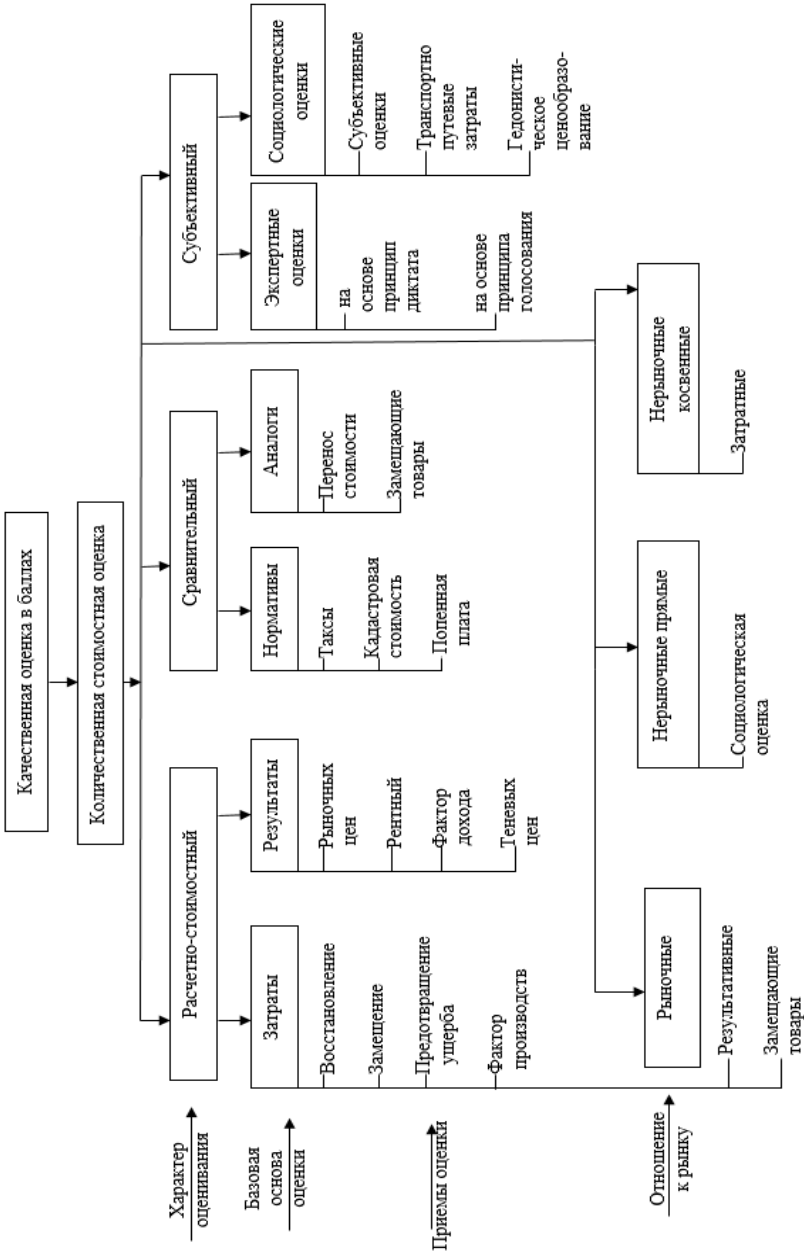 Качественная оценка в баллах
Количественная стоимостная оценка
Характер
оценивания
Расчетно-стоимостный
Сравнительный
Субъективный
Базовая
основа
оценки
Затраты
Результаты
Нормативы
Аналоги
Экспертные
оценки
Социологические
оценки
Приемы оценки
Восстановление
Замещение
Предотвращение
ущерба
Фактор
производств
Рыночных
цен
Рентный
Фактор
дохода
Теневых
цен
Таксы
Кадастровая
стоимость
Попенная
плата
Перенос
стоимости
Замещающие
товары
на
основе
принцип
диктата
на основе
принципа
голосования
Субъективные
оценки
Транспортно
путевые
затраты
Гедонисти-
ческое
ценообразо-
вание
Отношение
к рынку
Рыночные
Результативные
Замещающие
товары
Нерыночные прямые
Социологическая
оценка
Нерыночные
косвенные
Затратные